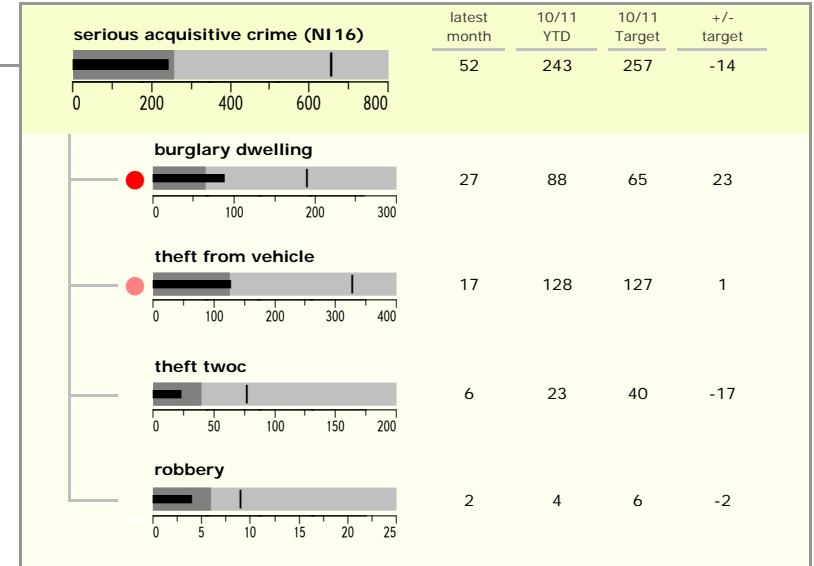 latest 10/11 10/11 +/-
serious acquisitive crime (NI16) month YTD Target target
52 243 257 -14
0 200 400 600 800
burglary dwelling
27 88 65 23
0 100 200 300
theft from vehicle
17 128 127 1
0 100 200 300 400
theft twoc
6 23 40 -17
0 50 100 150 200
robbery
2 4 6 -2
0 5 10 15 20 25